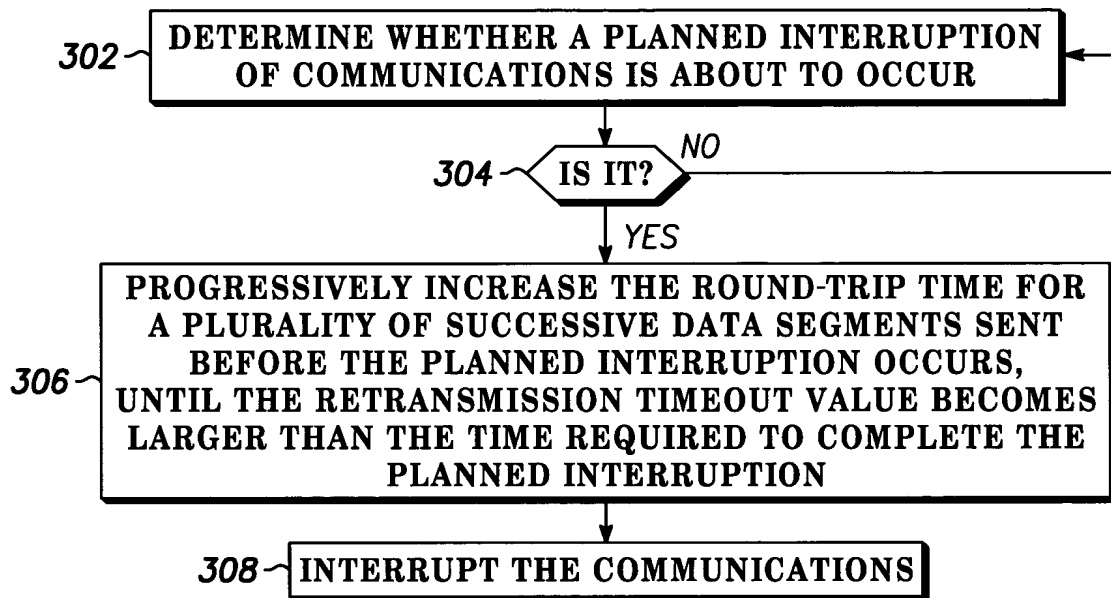 302
DETERMINE WHETHER A PLANNED INTERRUPTION
OF COMMUNICATIONS IS ABOUT TO OCCUR
304
IS IT?
NO
YES
306
PROGRESSIVELY INCREASE THE ROUND-TRIP TIME FOR
A PLURALITY OF SUCCESSIVE DATA SEGMENTS SENT
BEFORE THE PLANNED INTERRUPTION OCCURS,
UNTIL THE RETRANSMISSION TIMEOUT VALUE BECOMES
LARGER THAN THE TIME REQUIRED TO COMPLETE THE
PLANNED INTERRUPTION
308
INTERRUPT THE COMMUNICATIONS